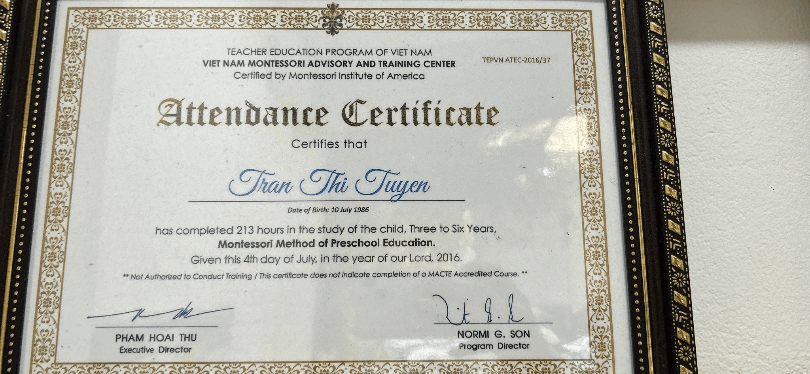 TEACHER EDUCATION PROGRAM OF VIET NAM
VIET NAM MONTESSORI ADVISORY AND TRAINING CENTER
TEPVN ATEC-2016/37
Certified by Montessori Institute of America
Attendance Certificate
Certifies that
Tran Thi Tuyen
Date of Birth: 10 July 1986
has completed 213 hours in the study of the child, Three to Six Years,
Montessori Method of Preschool Education.
Given this 4th day of July, in the year of our Lord, 2016.
** Not Authorized to Conduct Training / This certificate does not indicate completion of a MACTE Accredited Course. **
PHAM HOAI THU
Executive Director
NORMI G. SON
Program Director